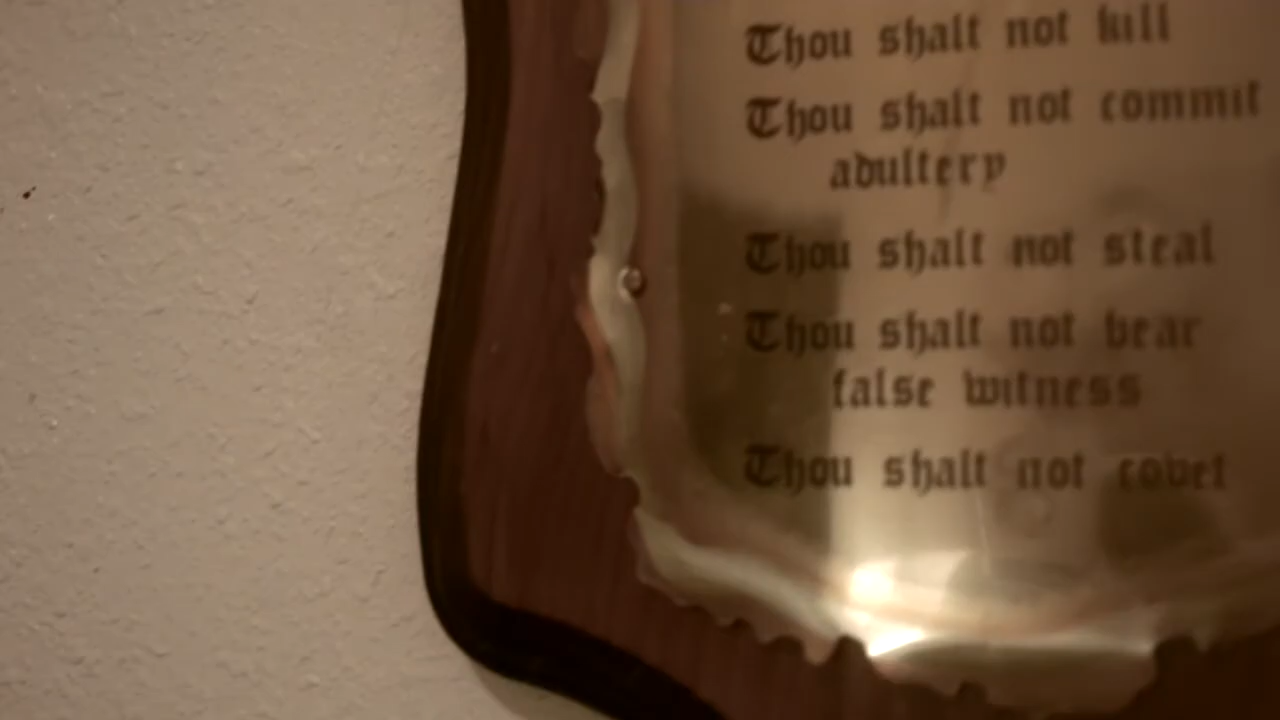 Thou shalt not kill
Thou shalt not commit
adultery
Thou shalt not steal
Thou shalt not bear
false witness
Thou shalt not covet